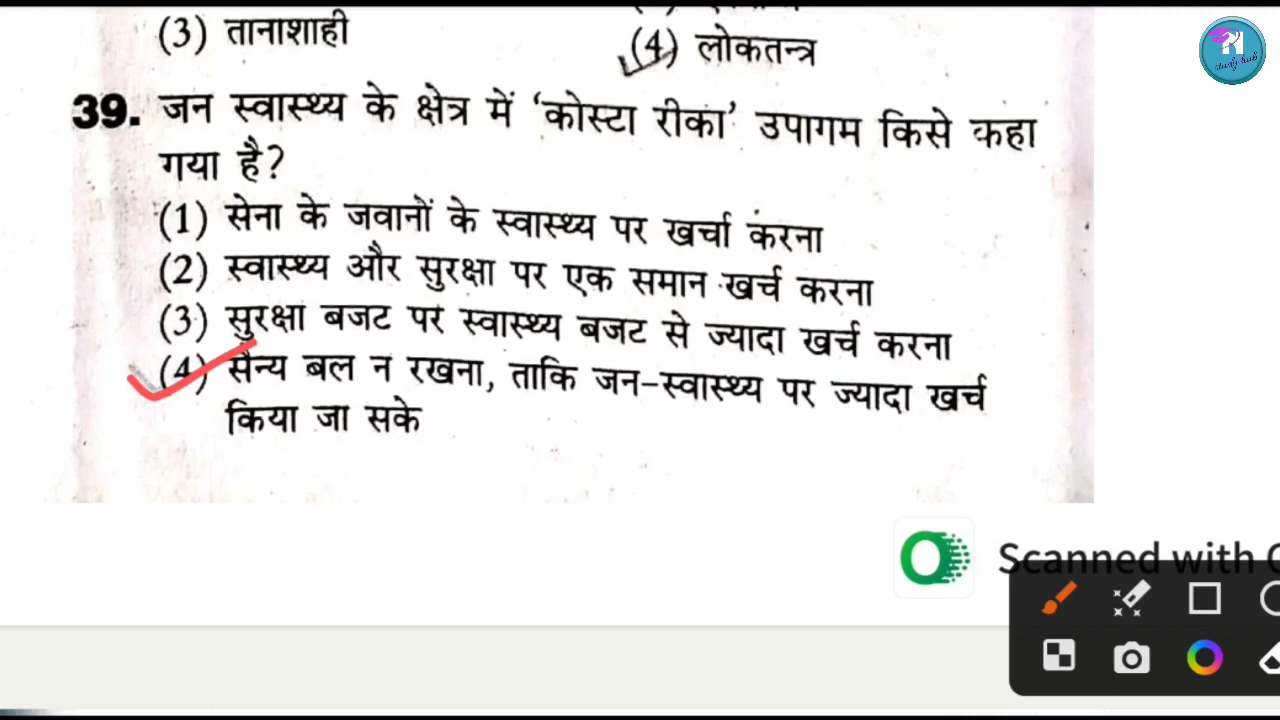 (3) तानाशाही
(4) लोकतन्त्र
39. जन स्वास्थ्य के क्षेत्र में ‘कोस्टा रीका’ उपागम किसे कहा
गया है?
(1) सेना के जवानों के स्वास्थ्य पर खर्चा करना
(2) स्वास्थ्य और सुरक्षा पर एक समान खर्च करना
(3) सुरक्षा बजट पर स्वास्थ्य बजट से ज्यादा खर्च करना
(4) सैन्य बल न रखना, ताकि जन-स्वास्थ्य पर ज्यादा खर्च
किया जा सके
Scanned with
N
study hub